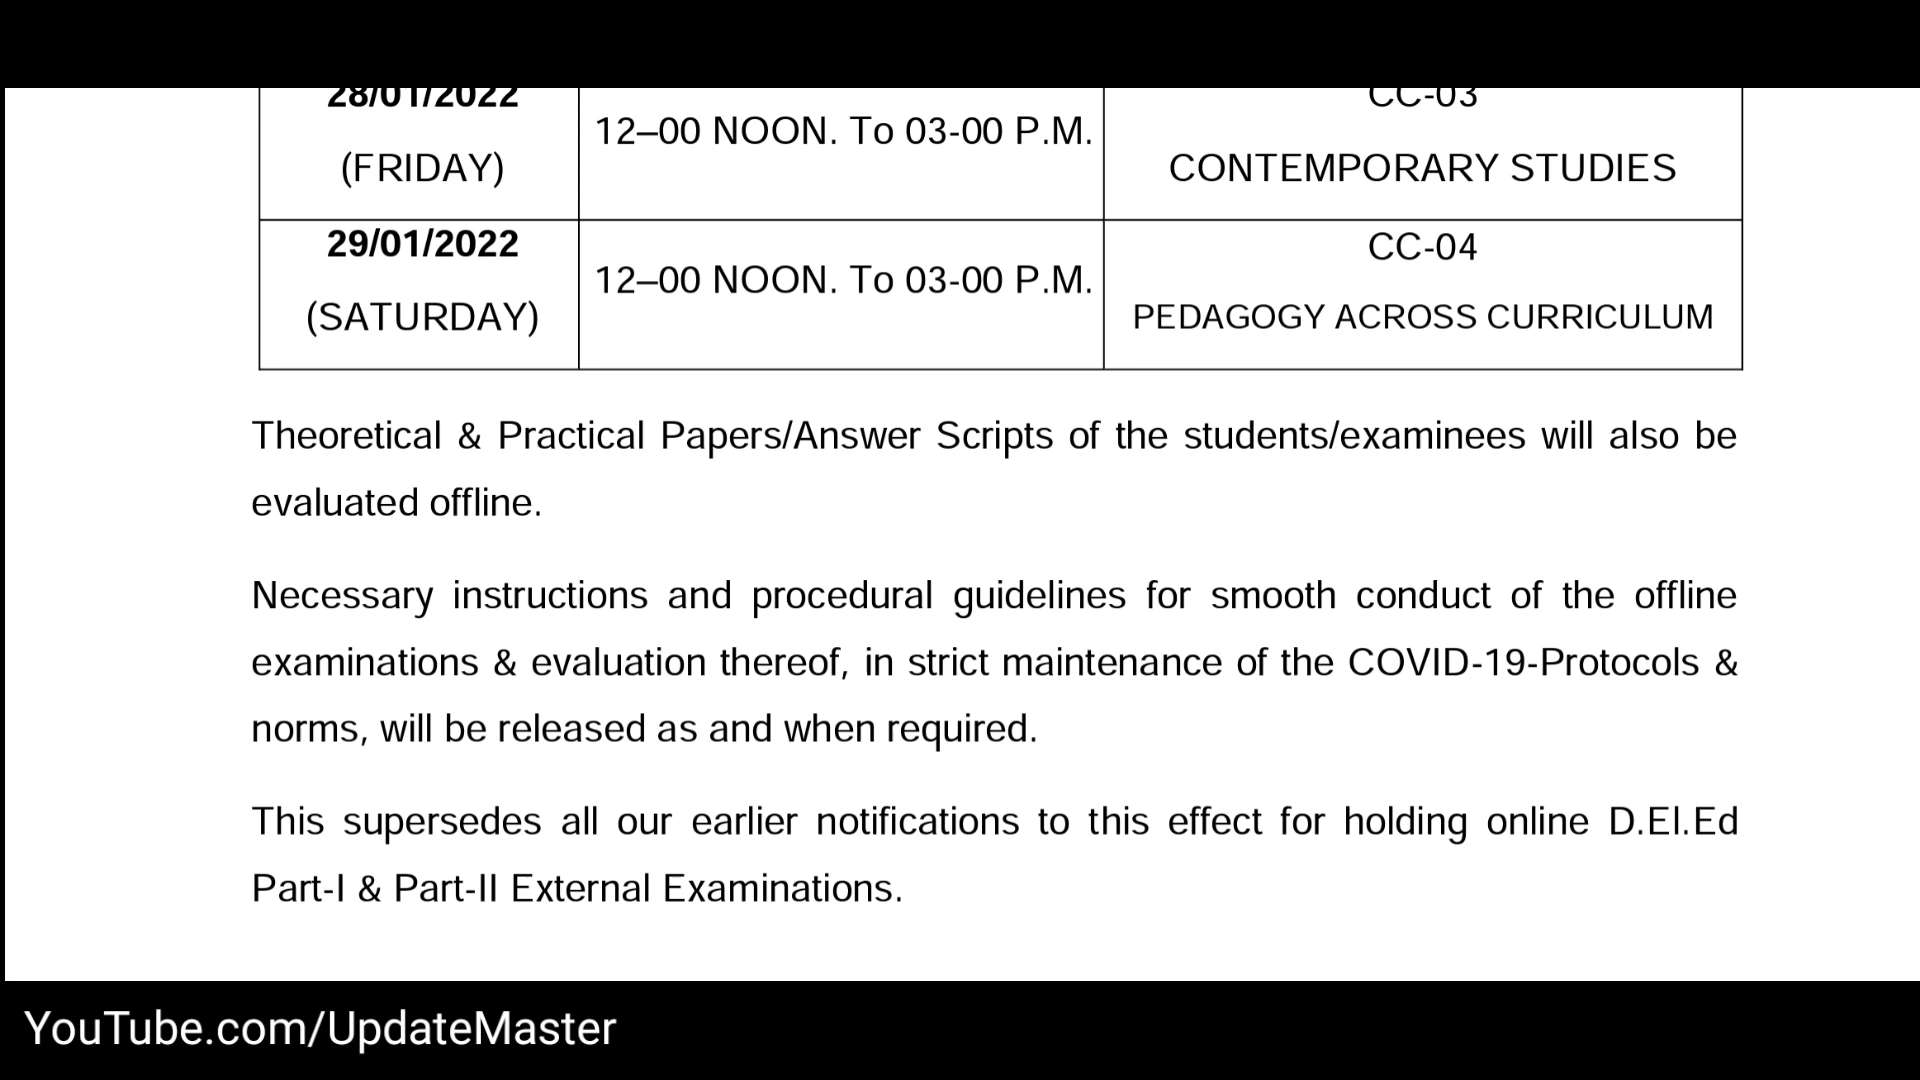 28/01/2022
(FRIDAY)
12–00 NOON. To 03-00 P.M.
CC-03
CONTEMPORARY STUDIES
29/01/2022
(SATURDAY)
12–00 NOON. To 03-00 P.M.
CC-04
PEDAGOGY ACROSS CURRICULUM
Theoretical & Practical Papers/Answer Scripts of the students/examinees will also be
evaluated offline.
Necessary instructions and procedural guidelines for smooth conduct of the offline
examinations & evaluation thereof, in strict maintenance of the COVID-19-Protocols &
norms, will be released as and when required.
This supersedes all our earlier notifications to this effect for holding online D.El.Ed
Part-I & Part-II External Examinations.
YouTube.com/UpdateMaster